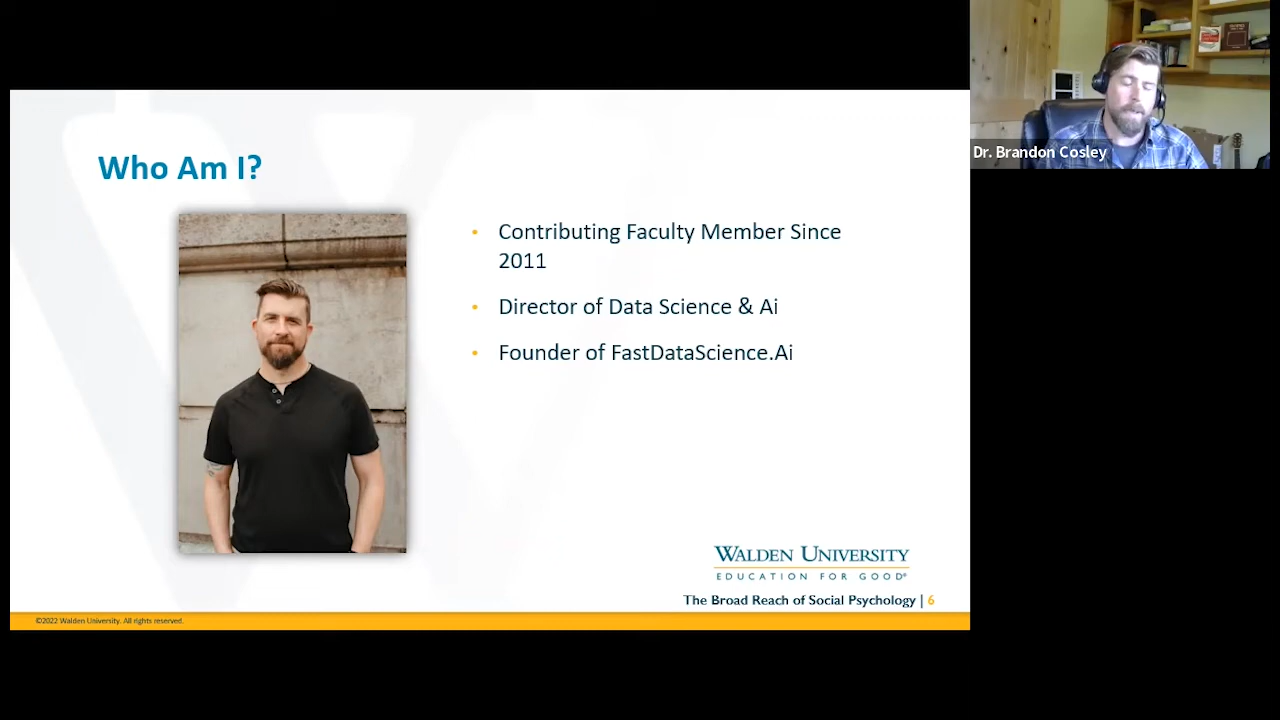 Who Am I?
• Contributing Faculty Member Since
2011
• Director of Data Science & Ai
• Founder of FastDataScience.Ai
WALDEN UNIVERSITY
EDUCATION FOR GOOD®
The Broad Reach of Social Psychology | 6
©2022 Walden University. All rights reserved.
Dr. Brandon Cosley